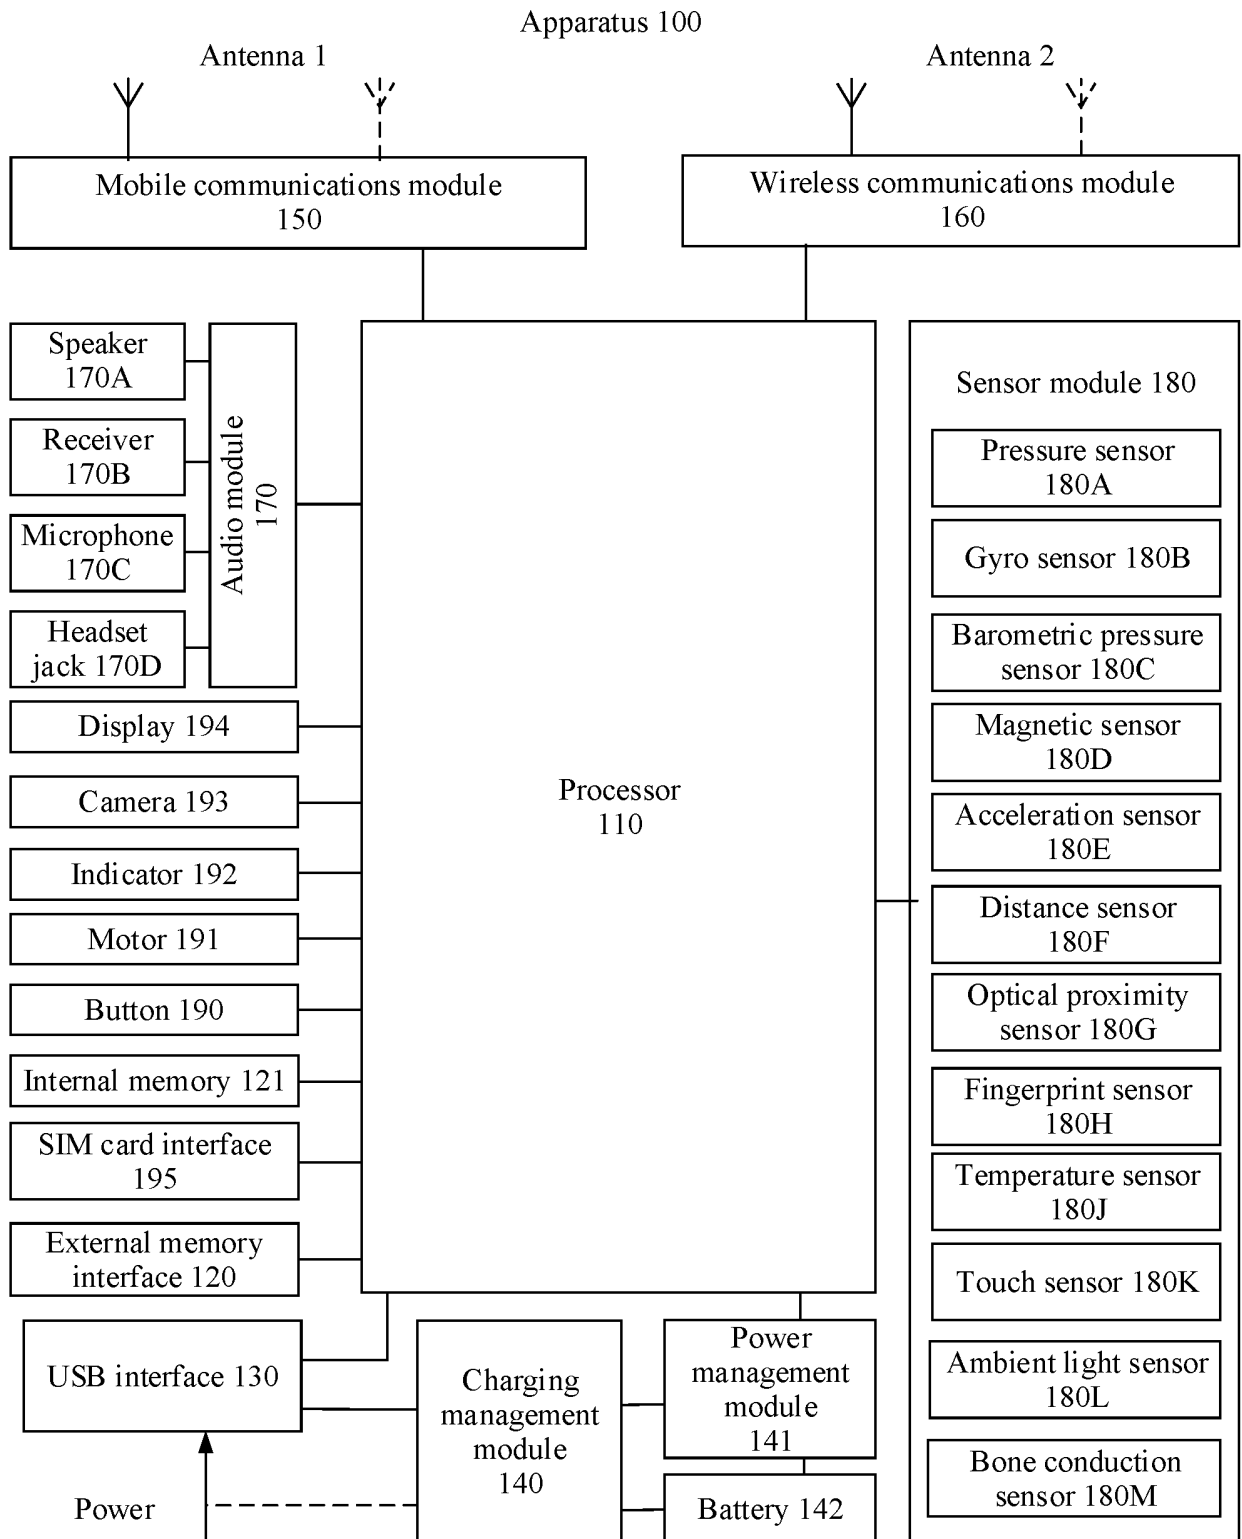 Apparatus 100
Antenna 1
Antenna 2
Mobile communications module
150
Wireless communications module
160
Speaker
170A
Receiver
170B
Microphone
170C
Headset
jack 170D
Audio module
170
Display 194
Camera 193
Indicator 192
Motor 191
Button 190
Internal memory 121
SIM card interface
195
External memory
interface 120
USB interface 130
Power
Processor
110
Charging
management
module
140
Power
management
module
141
Battery 142
Sensor module 180
Pressure sensor
180A
Gyro sensor 180B
Barometric pressure
sensor 180C
Magnetic sensor
180D
Acceleration sensor
180E
Distance sensor
180F
Optical proximity
sensor 180G
Fingerprint sensor
180H
Temperature sensor
180J
Touch sensor 180K
Ambient light sensor
180L
Bone conduction
sensor 180M